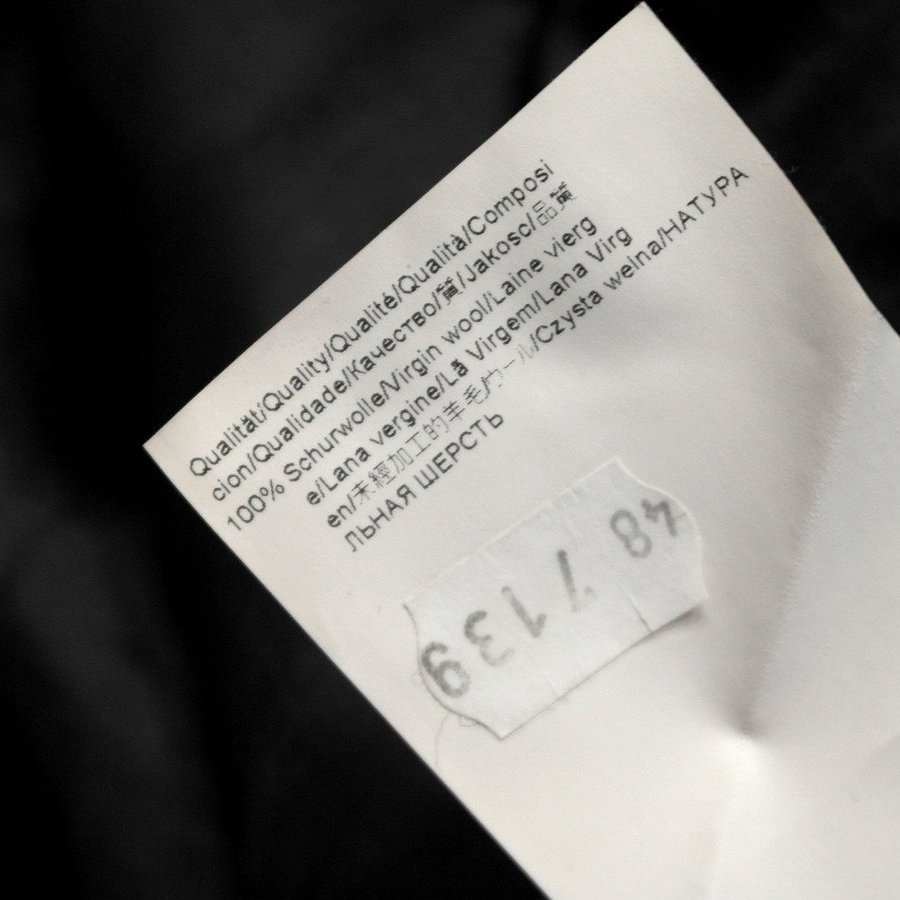 Qualität/Quality/Qualité/Qualità/Composi
cion/Qualidade/Качество/質/Jakosc/品質
100% Schurwolle/Virgin wool/Laine vierg
e/Lana vergine/Lã Virgem/Lana Virg
en/未經加工的羊毛/ウール/Czysta welna/НАТУРА
ЛЬНАЯ ШЕРСТЬ
48 7139